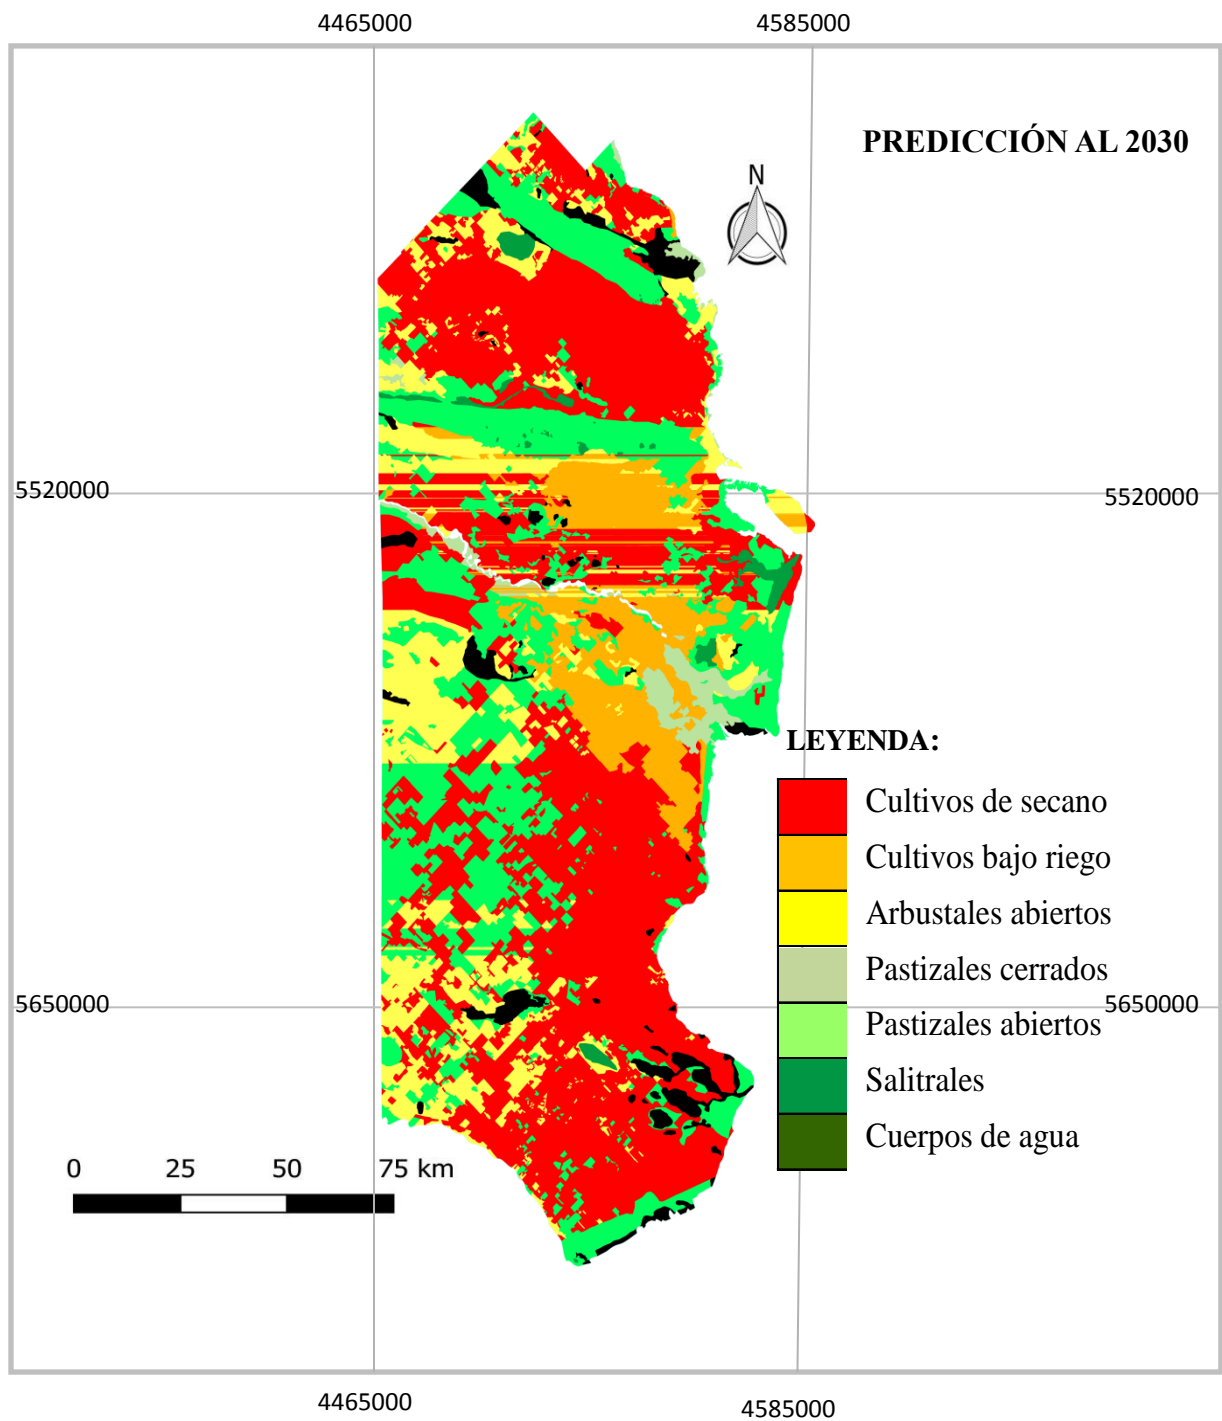 4465000 4585000
PREDICCIÓN AL 2030
N
5520000 5520000
LEYENDA:
Cultivos de secano
Cultivos bajo riego
Arbustales abiertos
Pastizales cerrados
5650000 5650000
Pastizales abiertos
Salitrales
Cuerpos de agua
0 25 50 75 km
4465000 4585000